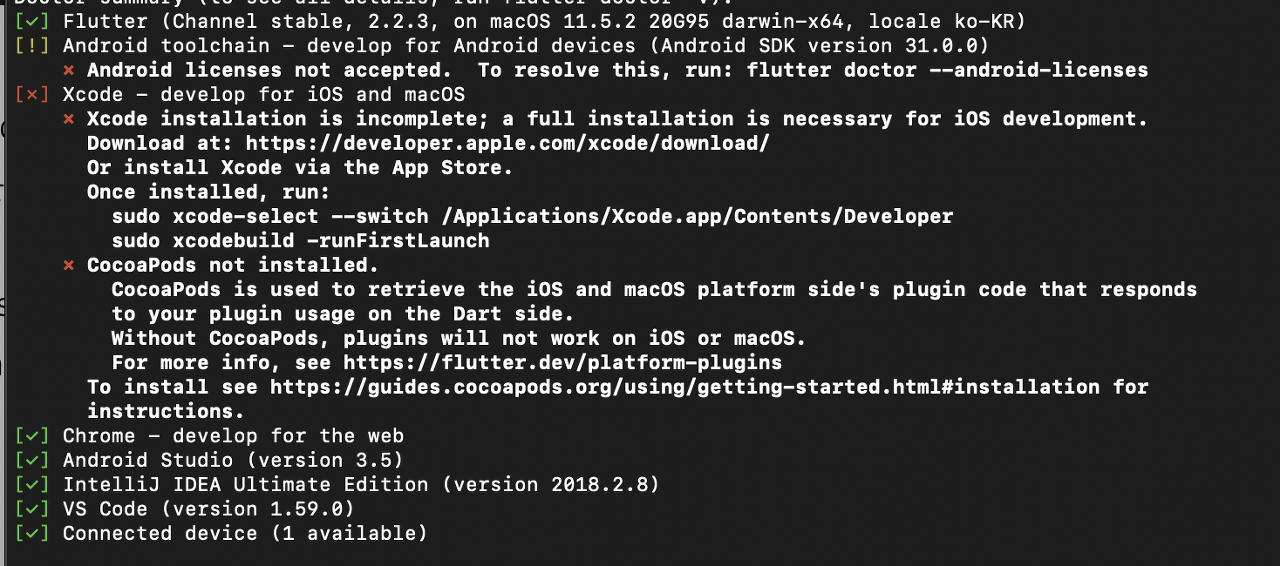 Doctor summary (to see all details, run flutter doctor -v):
[✓] Flutter (Channel stable, 2.2.3, on macOS 11.5.2 20G95 darwin-x64, locale ko-KR)
[!] Android toolchain - develop for Android devices (Android SDK version 31.0.0)
✗ Android licenses not accepted.  To resolve this, run: flutter doctor --android-licenses
[✗] Xcode - develop for iOS and macOS
✗ Xcode installation is incomplete; a full installation is necessary for iOS development.
Download at: https://developer.apple.com/xcode/download/
Or install Xcode via the App Store.
Once installed, run:
sudo xcode-select --switch /Applications/Xcode.app/Contents/Developer
sudo xcodebuild -runFirstLaunch
✗ CocoaPods not installed.
CocoaPods is used to retrieve the iOS and macOS platform side's plugin code that responds
to your plugin usage on the Dart side.
Without CocoaPods, plugins will not work on iOS or macOS.
For more info, see https://flutter.dev/platform-plugins
To install see https://guides.cocoapods.org/using/getting-started.html#installation for
instructions.
[✓] Chrome - develop for the web
[✓] Android Studio (version 3.5)
[✓] IntelliJ IDEA Ultimate Edition (version 2018.2.8)
[✓] VS Code (version 1.59.0)
[✓] Connected device (1 available)